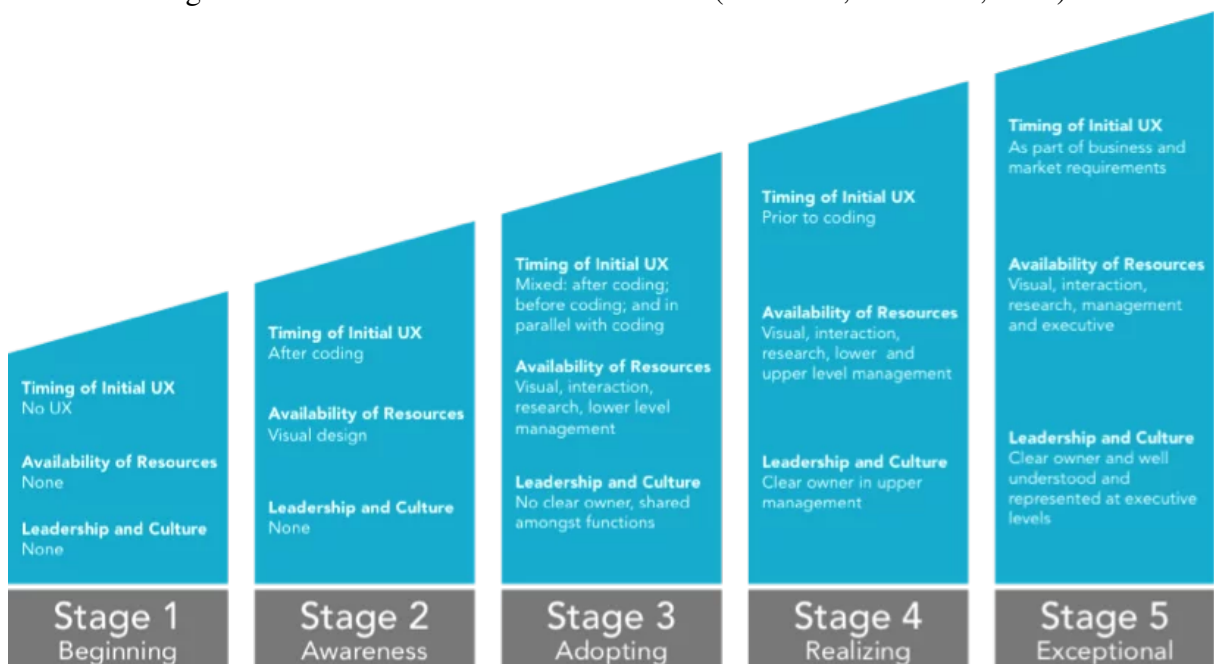 Timing of Initial UX
No UX
Availability of Resources
None
Leadership and Culture
None
Stage 1
Beginning
Timing of Initial UX
After coding
Availability of Resources
Visual design
Leadership and Culture
None
Stage 2
Awareness
Timing of Initial UX
Mixed: after coding;
before coding; and in
parallel with coding
Availability of Resources
Visual, interaction,
research, lower level
management
Leadership and Culture
No clear owner, shared
amongst functions
Stage 3
Adopting
Timing of Initial UX
Prior to coding
Availability of Resources
Visual, interaction,
research, lower and
upper level management
Leadership and Culture
Clear owner in upper
management
Stage 4
Realizing
Timing of Initial UX
As part of business and
market requirements
Availability of Resources
Visual, interaction,
research, management
and executive
Leadership and Culture
Clear owner and well
understood and
represented at executive
levels
Stage 5
Exceptional